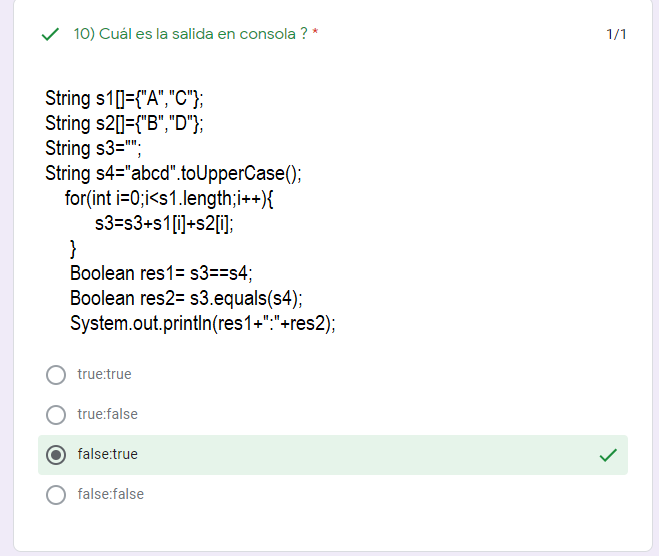 10) Cuál es la salida en consola ? *
1/1
String s1[]={"A","C"};
String s2[]={"B","D"};
String s3="";
String s4="abcd".toUpperCase();
for(int i=0;i<s1.length;i++){
s3=s3+s1[i]+s2[i];
}
Boolean res1= s3==s4;
Boolean res2= s3.equals(s4);
System.out.println(res1+":"+res2);
true:true
true:false
false:true
false:false